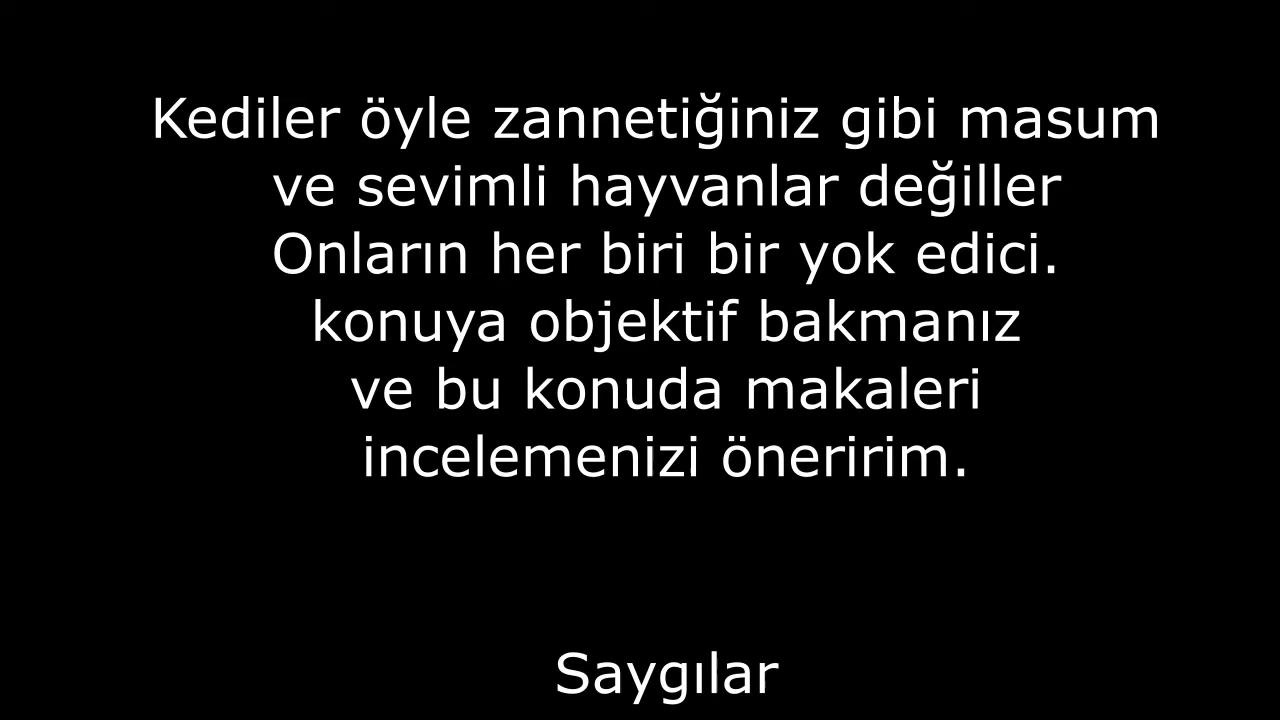 Kediler öyle zannetiğiniz gibi masum
ve sevimli hayvanlar değiller
Onların her biri bir yok edici.
konuya objektif bakmanız
ve bu konuda makaleri
incelemenizi öneririm.
Saygılar